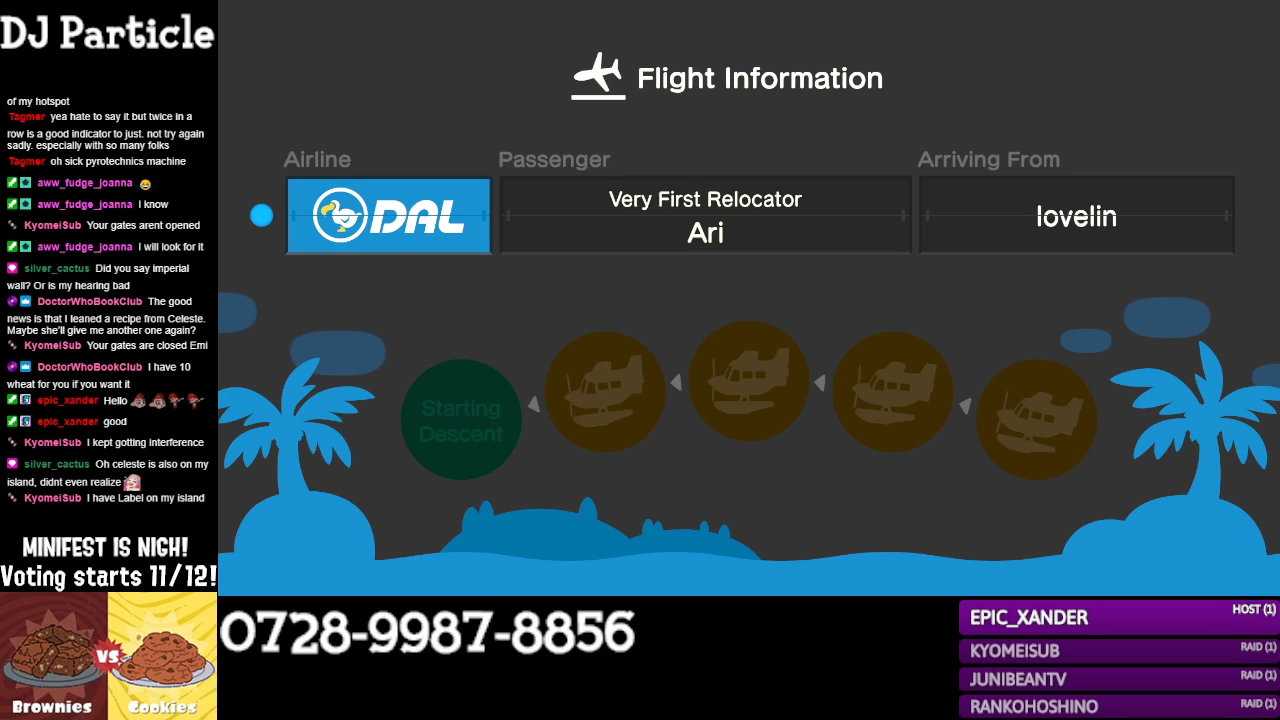 DJ Particle
of my hotspot
Tagmer yea hate to say it but twice in a
row is a good indicator to just. not try again
sadly. especially with so many folks
Tagmer oh sick pyrotechnics machine
aww_fudge_joanna
aww_fudge_joanna I know
KyomeiSub Your gates arent opened
aww_fudge_joanna I will look for it
silver_cactus Did you say imperial
wall? Or is my hearing bad
DoctorWhoBookClub The good
news is that I leaned a recipe from Celeste.
Maybe she'll give me another one again?
KyomeiSub Your gates are closed Emi
DoctorWhoBookClub I have 10
wheat for you if you want it
epic_xander Hello
epic_xander good
KyomeiSub I kept gotting interference
silver_cactus Oh celeste is also on my
island, didnt even realize
KyomeiSub I have Label on my island
MINIFEST IS NIGH!
Voting starts 11/12!
VS
Brownies
Cookies
Flight Information
Airline
Passenger
Arriving From
DAL
Very First Relocator
Ari
lovelin
Starting
Descent
0728-9987-8856
EPIC_XANDER HOST (1)
KYOMEISUB RAID (1)
JUNIBEANTV RAID (1)
RANKOHOSHINO RAID (1)